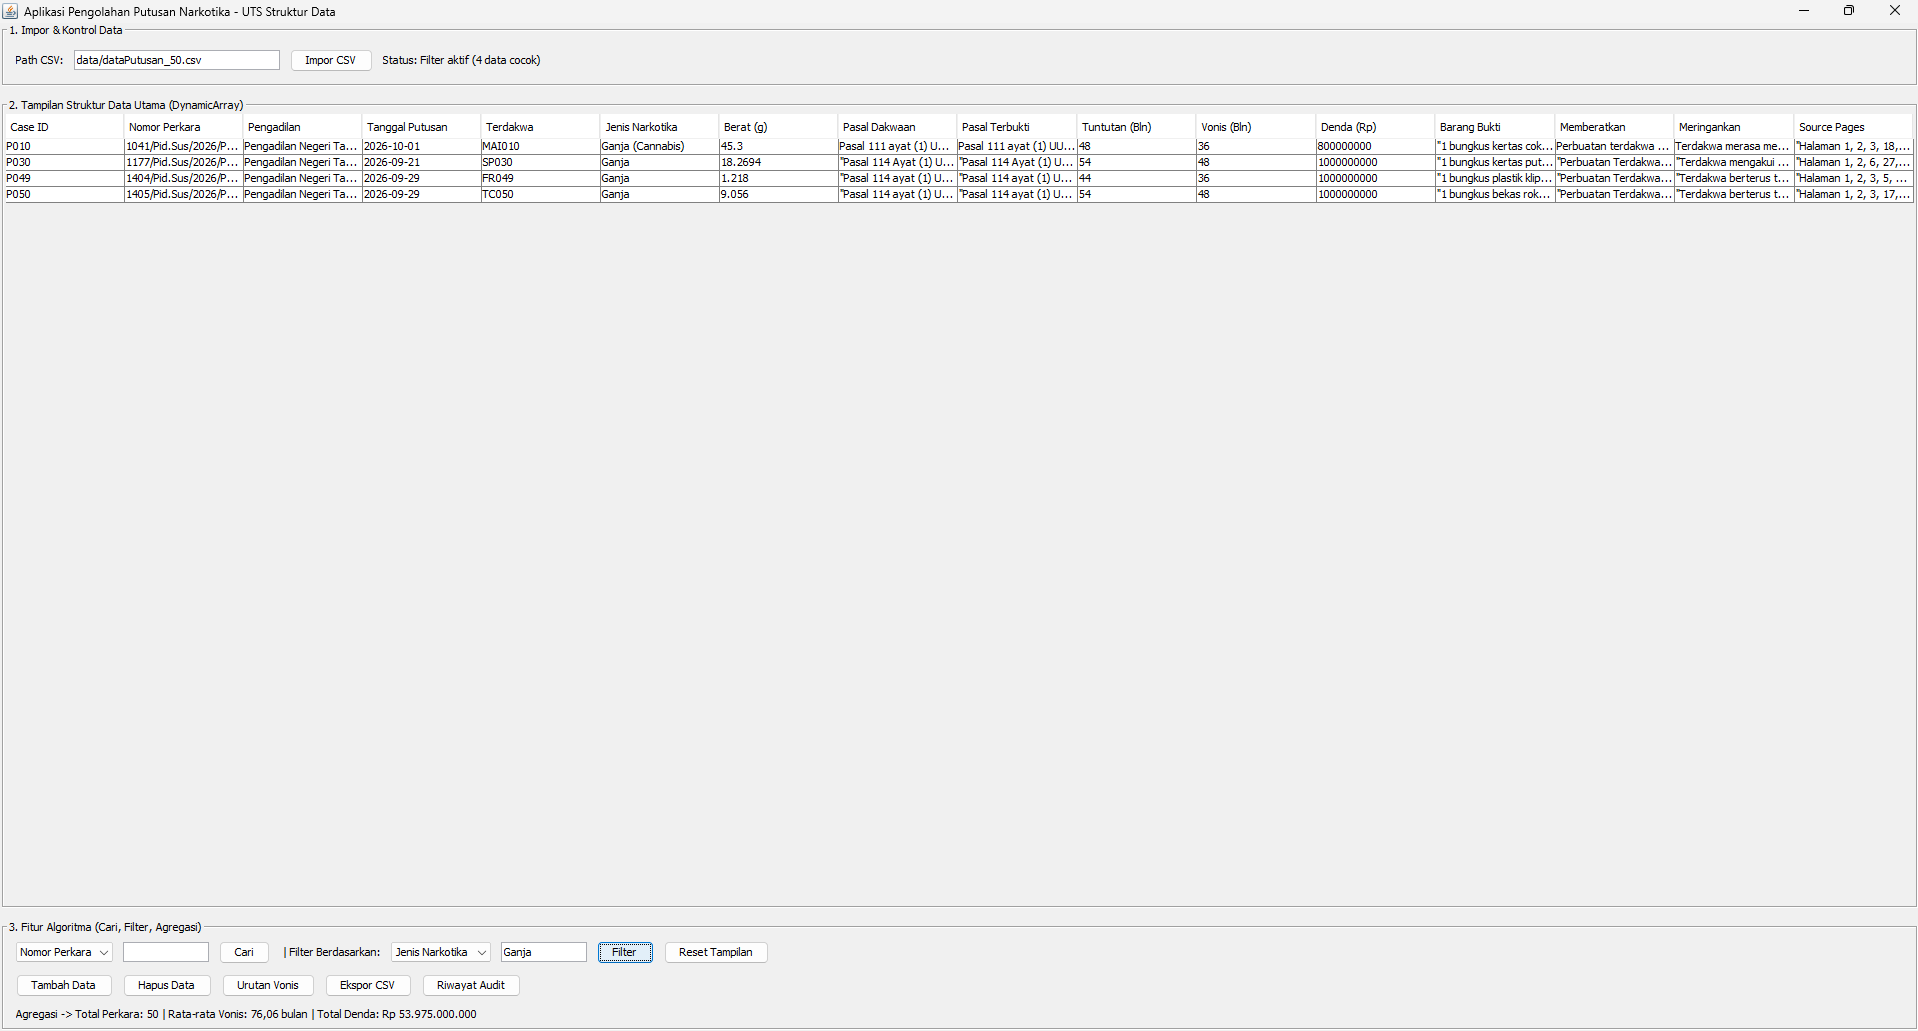 Aplikasi Pengolahan Putusan Narkotika - UTS Struktur Data
1. Impor & Kontrol Data
Path CSV: data/dataPutusan_50.csv Impor CSV Status: Filter aktif (4 data cocok)
2. Tampilan Struktur Data Utama (DynamicArray)
Case ID Nomor Perkara Pengadilan Tanggal Putusan Terdakwa Jenis Narkotika Berat (g) Pasal Dakwaan Pasal Terbukti Tuntutan (Bln) Vonis (Bln) Denda (Rp) Barang Bukti Memberatkan Meringankan Source Pages
P010 1041/Pid.Sus/2026/P... Pengadilan Negeri Ta... 2026-10-01 MAI010 Ganja (Cannabis) 45.3 Pasal 111 ayat (1) U... Pasal 111 ayat (1) UU... 48 36 800000000 "1 bungkus kertas cok... Perbuatan terdakwa ... Terdakwa merasa me... "Halaman 1, 2, 3, 18,...
P030 1177/Pid.Sus/2026/P... Pengadilan Negeri Ta... 2026-09-21 SP030 Ganja 18.2694 "Pasal 114 Ayat (1) U... "Pasal 114 Ayat (1) U... 54 48 1000000000 "1 bungkus kertas put... "Perbuatan Terdakwa... "Terdakwa mengakui ... "Halaman 1, 2, 6, 27,...
P049 1404/Pid.Sus/2026/P... Pengadilan Negeri Ta... 2026-09-29 FR049 Ganja 1.218 "Pasal 114 ayat (1) U... "Pasal 114 ayat (1) U... 44 36 1000000000 "1 bungkus plastik klip... "Perbuatan Terdakwa... "Terdakwa berterus t... "Halaman 1, 2, 3, 5, ...
P050 1405/Pid.Sus/2026/P... Pengadilan Negeri Ta... 2026-09-29 TC050 Ganja 9.056 "Pasal 114 ayat (1) U... "Pasal 114 ayat (1) U... 54 48 1000000000 "1 bungkus bekas rok... "Perbuatan Terdakwa... "Terdakwa berterus t... "Halaman 1, 2, 3, 17,...
3. Fitur Algoritma (Cari, Filter, Agregasi)
Nomor Perkara Cari | Filter Berdasarkan: Jenis Narkotika Ganja Filter Reset Tampilan
Tambah Data Hapus Data Urutan Vonis Ekspor CSV Riwayat Audit
Agregasi -> Total Perkara: 50 | Rata-rata Vonis: 76,06 bulan | Total Denda: Rp 53.975.000.000